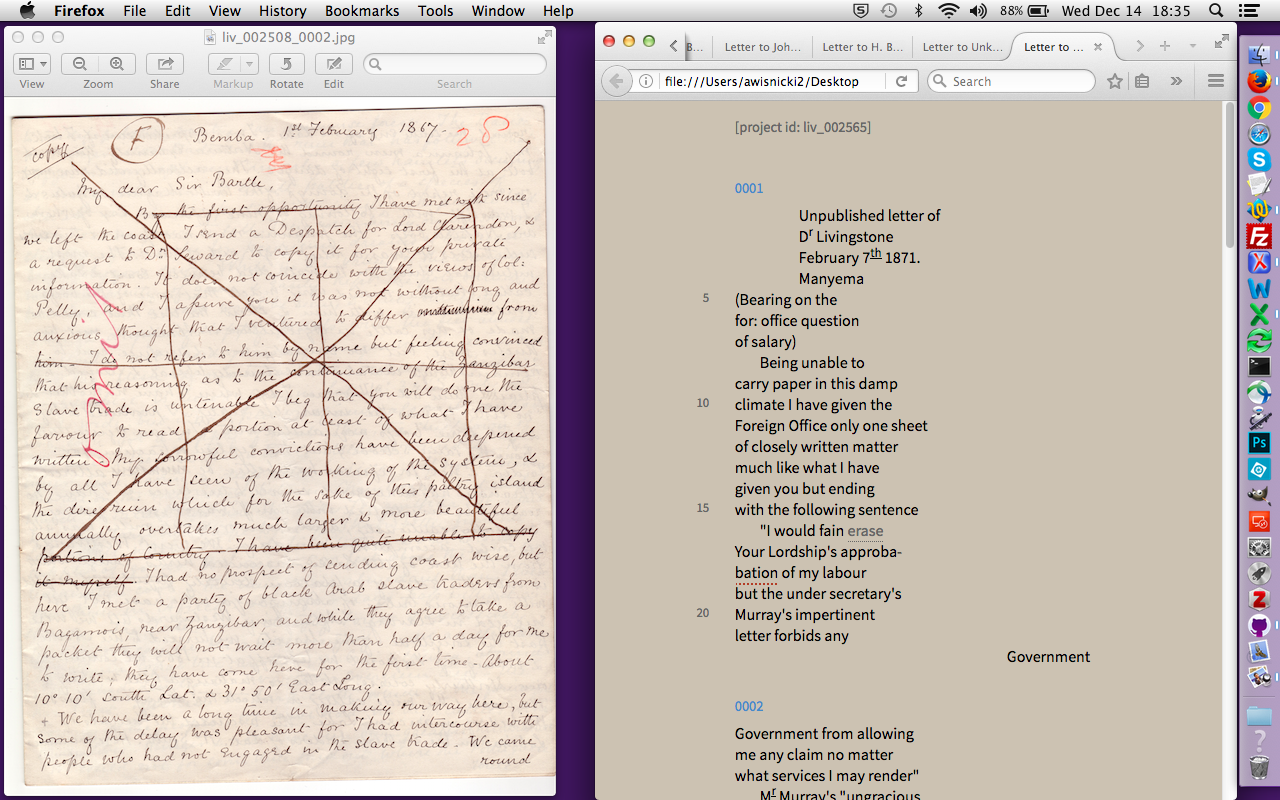 Firefox File Edit View History Bookmarks Tools Window Help 88% Wed Dec 14 18:35
liv_002508_0002.jpg
View Zoom Share Markup Rotate Edit Search
copy F Bemba. 1st February 1867. 28
My dear Sir Bartle,
By the first opportunity I have met with since
we left the coast I send a Despatch for Lord Clarendon, &
a request to Dr. Seward to copy it for your private
information. It does not coincide with the views of Col:
Pelly, and I assure you it was not without long and
anxious thought that I ventured to differ from
him. I do not refer to him by name but feeling convinced
that his reasoning as to the continuance of the Zanzibar
Slave trade is untenable I beg that you will do me the
favour to read a portion at least of what I have
written. My sorrowful convictions have been deepened
by all I have seen of the working of the system, &
the dire ruin which for the sake of this paltry island
annually overtakes much larger & more beautiful
portions of Country. I have been quite unable to copy
it myself. I had no prospect of sending coast wise, but
here I met a party of black Arab slave traders from
Bagamoio, near Zanzibar, and while they agree to take a
packet they will not wait more than half a day for me
to write, they have come here for the first time - About
10° 10' South Lat. & 31° 50' East Long.
+ We have been a long time in making our way here, but
some of the delay was pleasant for I had intercourse with
people who had not engaged in the slave trade. We came
round
B... Letter to Joh... Letter to H. B... Letter to Unk... Letter to ...
file:///Users/awisnicki2/Desktop Search
[project id: liv_002565]
0001
Unpublished letter of
Dr Livingstone
February 7th 1871.
Manyema
5 (Bearing on the
for: office question
of salary)
Being unable to
carry paper in this damp
10 climate I have given the
Foreign Office only one sheet
of closely written matter
much like what I have
given you but ending
15 with the following sentence
"I would fain erase
Your Lordship's approba-
bation of my labour
but the under secretary's
20 Murray's impertinent
letter forbids any
Government
0002
Government from allowing
me any claim no matter
what services I may render"
Mr Murray's "ungracious